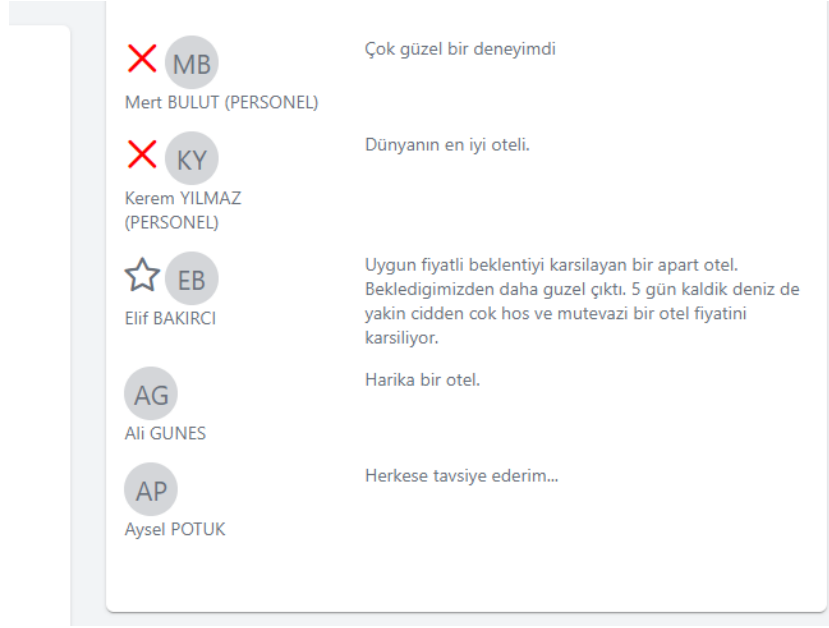 MB
Mert BULUT (PERSONEL)
Çok güzel bir deneyimdi
KY
Kerem YILMAZ
(PERSONEL)
Dünyanın en iyi oteli.
EB
Elif BAKIRCI
Uygun fiyatli beklentiyi karsilayan bir apart otel.
Bekledigimizden daha guzel çıktı. 5 gün kaldik deniz de
yakin cidden cok hos ve mutevazi bir otel fiyatini
karsiliyor.
AG
Ali GUNES
Harika bir otel.
AP
Aysel POTUK
Herkese tavsiye ederim...